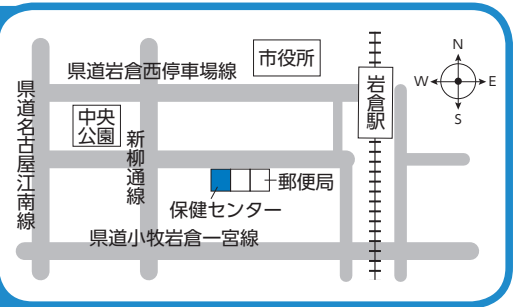 市役所
県道岩倉西停車場線
岩倉駅
N
W
E
S
県道名古屋江南線
中央
公園
新柳通線
郵便局
保健センター
県道小牧岩倉一宮線